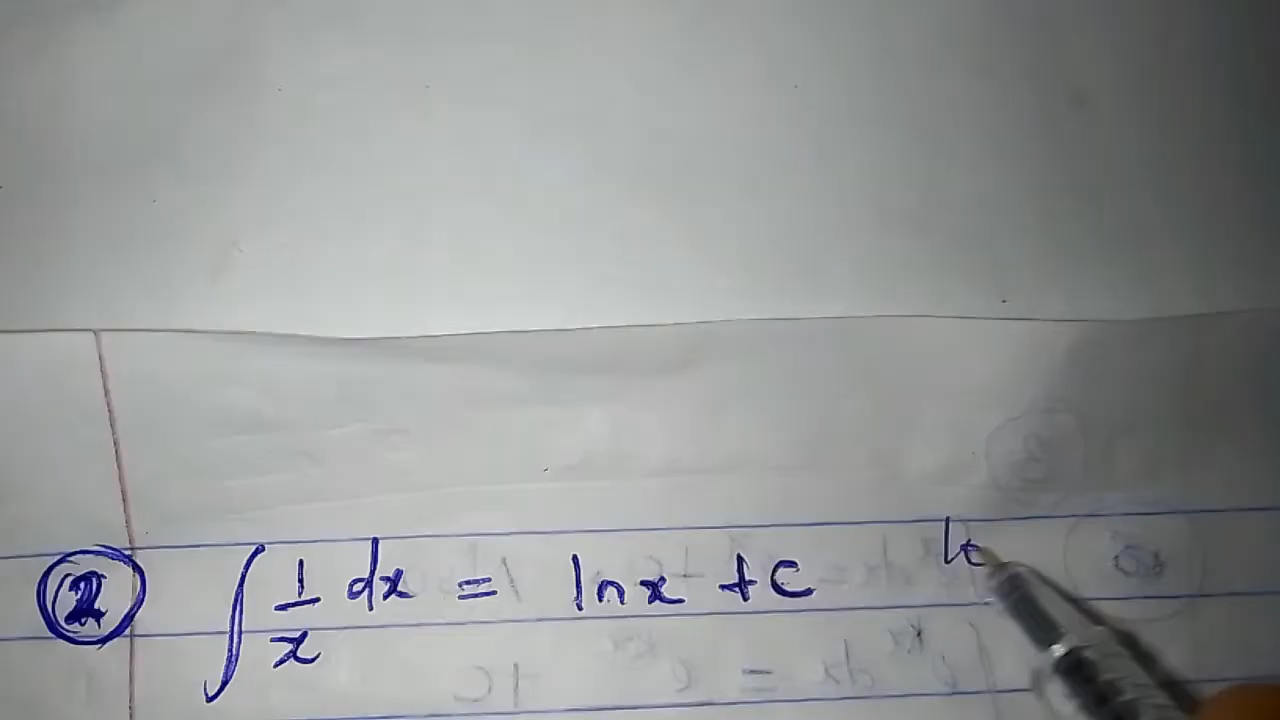 ② ∫ 1/x dx = ln x + c